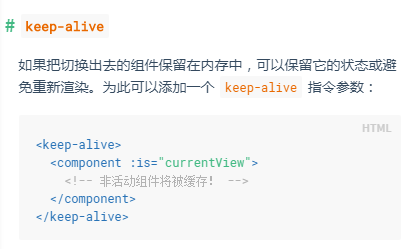 # keep-alive
如果把切换出去的组件保留在内存中，可以保留它的状态或避
免重新渲染。为此可以添加一个 keep-alive 指令参数：
HTML
<keep-alive>
  <component :is="currentView">
    <!-- 非活动组件将被缓存! -->
  </component>
</keep-alive>